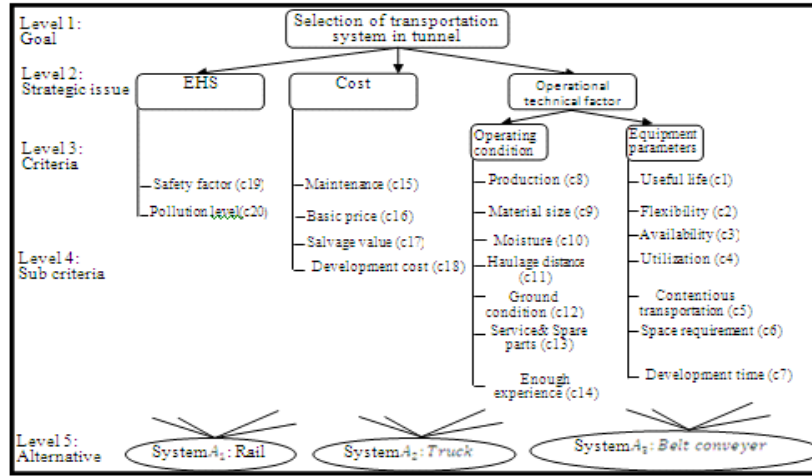 Level 1:
Goal
Selection of transportation
system in tunnel
Level 2:
Strategic issue
EHS
Cost
Operational
technical factor
Level 3:
Criteria
Operating
condition
Equipment
parameters
Safety factor (c19)
Pollution level(c20)
Maintenance (c15)
Basic price (c16)
Salvage value (c17)
Development cost (c18)
Production (c8)
Material size (c9)
Moisture (c10)
Haulage distance
(c11)
Ground
condition (c12)
Service& Spare
parts (c13)
Enough
experience (c14)
Useful life (c1)
Flexibility (c2)
Availability (c3)
Utilization (c4)
Contentious
transportation (c5)
Space requirement (c6)
Development time (c7)
Level 4:
Sub criteria
Level 5:
Alternative
System A₁: Rail
System A₂: Truck
System : Belt conveyer